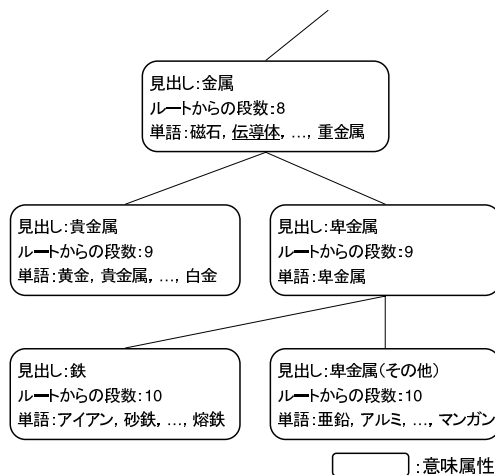 見出し:金属
ルートからの段数:8
単語:磁石, 伝導体, …, 重金属
見出し:貴金属
ルートからの段数:9
単語:黄金, 貴金属, …, 白金
見出し:卑金属
ルートからの段数:9
単語:卑金属
見出し:鉄
ルートからの段数:10
単語:アイアン, 砂鉄, …, 熔鉄
見出し:卑金属(その他)
ルートからの段数:10
単語:亜鉛, アルミ, …, マンガン
:意味属性